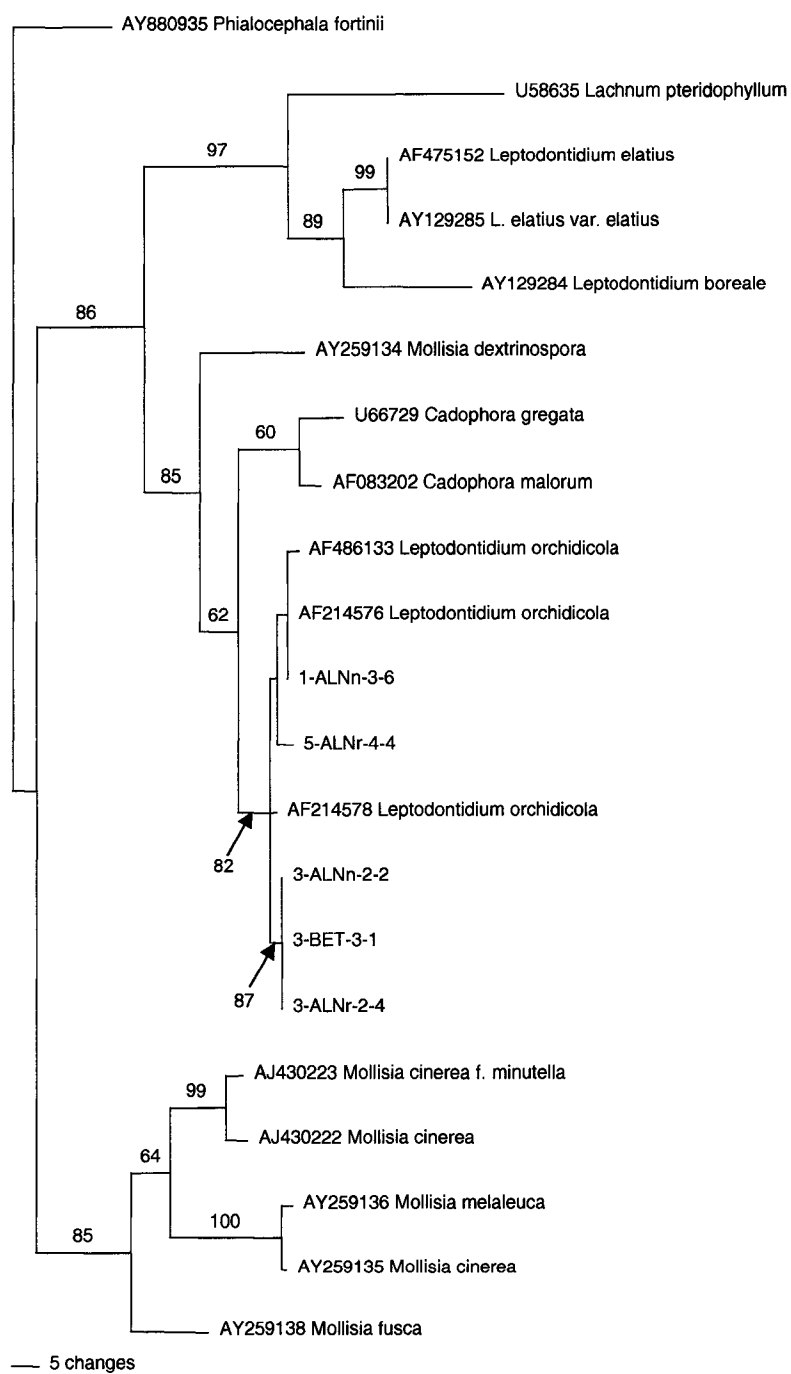 AY880935 Phialocephala fortinii
U58635 Lachnum pteridophyllum
97
AF475152 Leptodontidium elatius
99
AY129285 L. elatius var. elatius
89
AY129284 Leptodontidium boreale
86
AY259134 Mollisia dextrinospora
U66729 Cadophora gregata
60
AF083202 Cadophora malorum
85
AF486133 Leptodontidium orchidicola
62
AF214576 Leptodontidium orchidicola
1-ALNn-3-6
5-ALNr-4-4
AF214578 Leptodontidium orchidicola
82
3-ALNn-2-2
3-BET-3-1
87
3-ALNr-2-4
AJ430223 Mollisia cinerea f. minutella
99
AJ430222 Mollisia cinerea
64
AY259136 Mollisia melaleuca
100
85
AY259135 Mollisia cinerea
AY259138 Mollisia fusca
5 changes